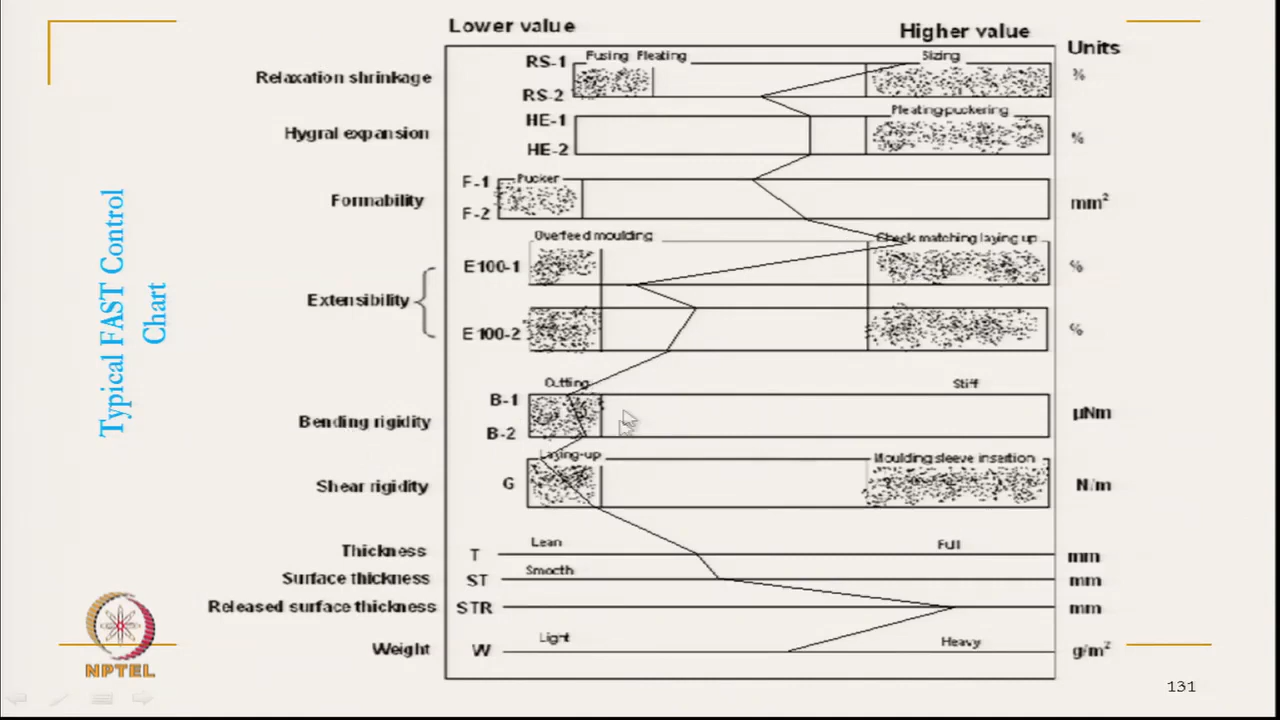 Typical FAST Control
Chart
Lower value
Higher value
Units
Relaxation shrinkage
RS-1
RS-2
Fusing Pleating
Sizing
%
Hygral expansion
HE-1
HE-2
Pleating puckering
%
Formability
F-1
F-2
Pucker
mm²
Extensibility
Overfeed moulding
Check matching laying up
E100-1
%
E100-2
%
Bending rigidity
Cutting
Stiff
B-1
B-2
µNm
Shear rigidity
Laying-up
Moulding sleeve insertion
G
N/m
Thickness
T
Lean
Full
mm
Surface thickness
ST
Smooth
mm
Released surface thickness
STR
mm
Weight
W
Light
Heavy
g/m²
NPTEL
131